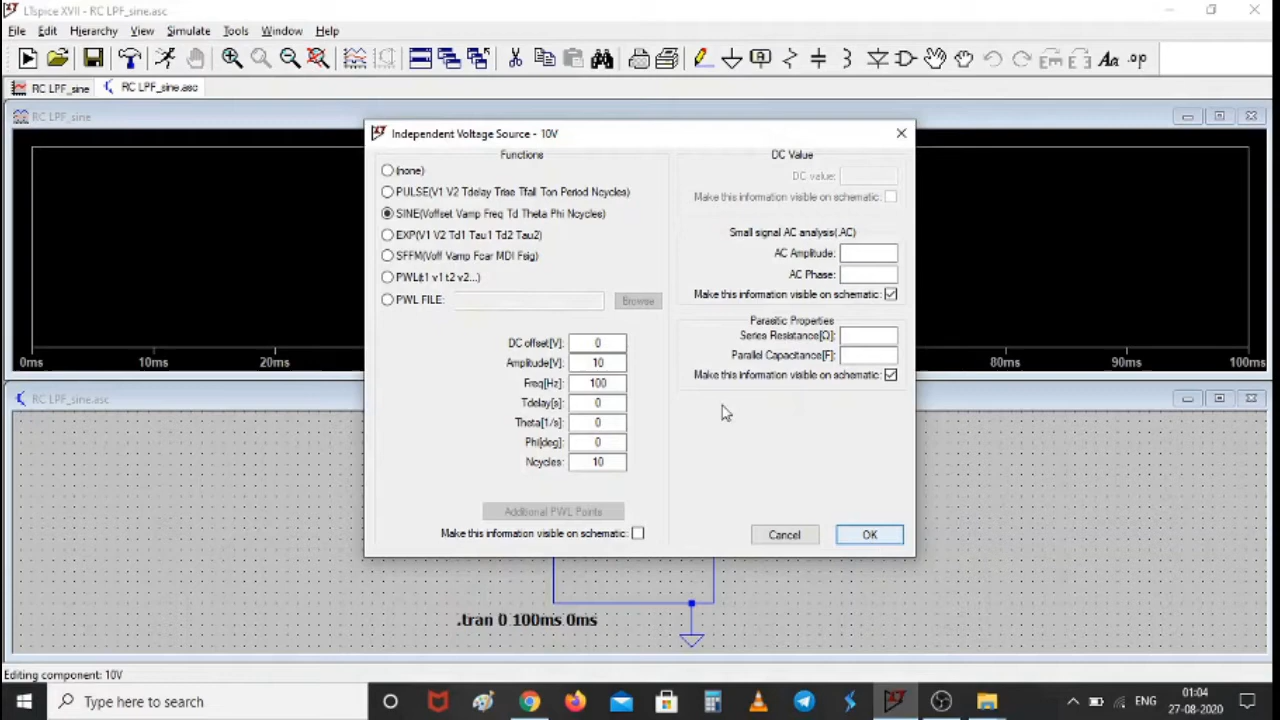 LTspice XVII - RC LPF_sine.asc
File Edit Hierarchy View Simulate Tools Window Help
RC LPF_sine RC LPF_sine.asc
RC LPF_sine
Independent Voltage Source - 10V
Functions
(none)
PULSE(V1 V2 Tdelay Trise Tfall Ton Period Ncycles)
SINE(Voffset Vamp Freq Td Theta Phi Ncycles)
EXP(V1 V2 Td1 Tau1 Td2 Tau2)
SFFM(Voff Vamp Fcar MDI Fsig)
PWL(t1 v1 t2 v2...)
PWL FILE: Browse
DC offset[V]: 0
Amplitude[V]: 10
Freq[Hz]: 100
Tdelay[s]: 0
Theta[1/s]: 0
Phi[deg]: 0
Ncycles: 10
Additional PWL Points
Make this information visible on schematic:
DC Value
DC value:
Make this information visible on schematic:
Small signal AC analysis(.AC)
AC Amplitude:
AC Phase:
Make this information visible on schematic:
Parasitic Properties
Series Resistance[Ω]:
Parallel Capacitance[F]:
Make this information visible on schematic:
Cancel OK
0ms 10ms 20ms 80ms 90ms 100ms
RC LPF_sine.asc
.tran 0 100ms 0ms
Editing component: 10V
Type here to search
ENG
01:04
27-08-2020
Aa .op